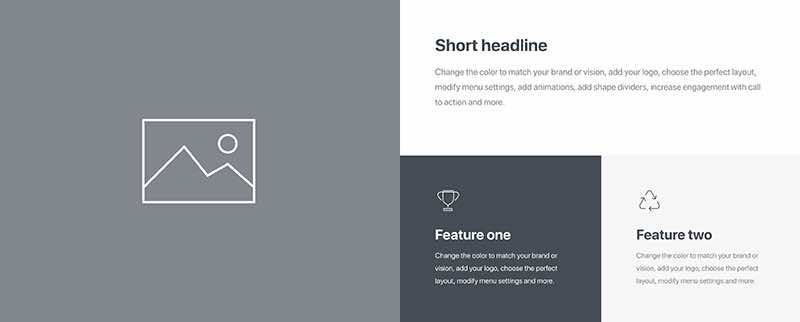 Short headline
Change the color to match your brand or vision, add your logo, choose the perfect layout,
modify menu settings, add animations, add shape dividers, increase engagement with call
to action and more.
Feature one
Change the color to match your brand or
vision, add your logo, choose the perfect
layout, modify menu settings and more.
Feature two
Change the color to match your brand or
vision, add your logo, choose the perfect
layout, modify menu settings and more.